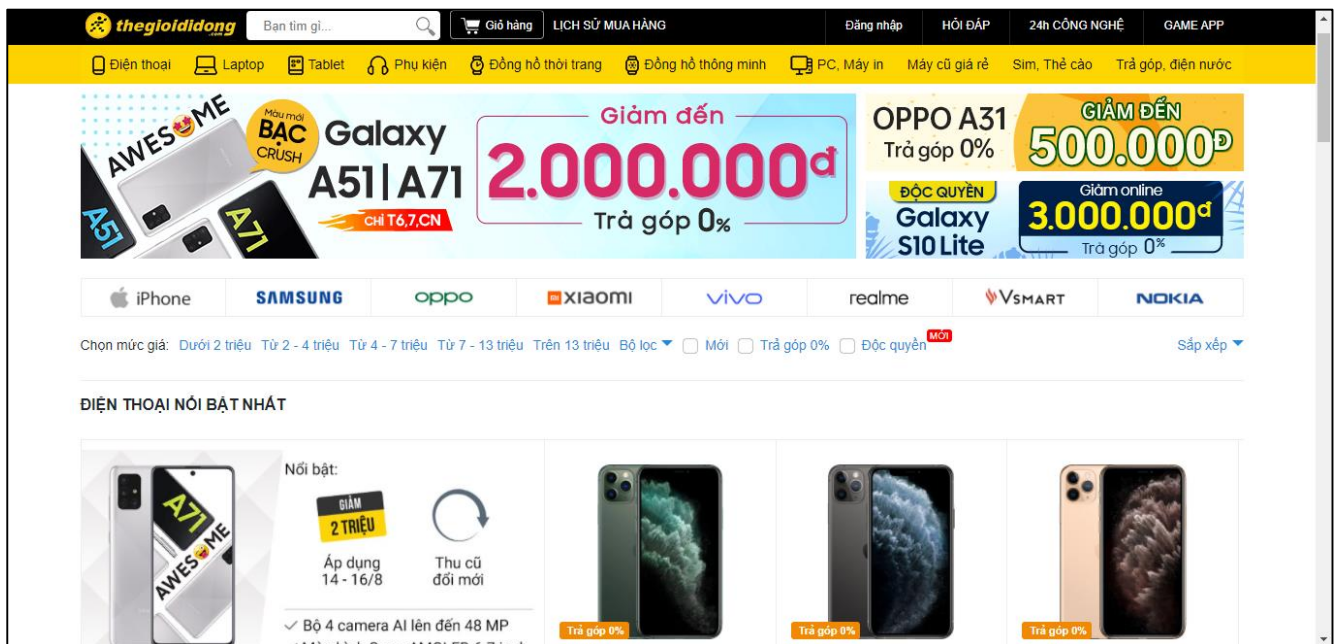 thegioididong.com Bạn tìm gì... Giỏ hàng LỊCH SỬ MUA HÀNG Đăng nhập HỎI ĐÁP 24h CÔNG NGHỆ GAME APP
Điện thoại Laptop Tablet Phụ kiện Đồng hồ thời trang Đồng hồ thông minh PC, Máy in Máy cũ giá rẻ Sim, Thẻ cào Trả góp, điện nước
AWESOME
A51
A71
Màu mới
BẠC
CRUSH
Galaxy
A51 | A71
CHỈ T6,7,CN
Giảm đến
2.000.000đ
Trả góp 0%
OPPO A31
Trả góp 0%
GIẢM ĐẾN
500.000Đ
ĐỘC QUYỀN
Galaxy
S10 Lite
Giảm online
3.000.000đ
Trả góp 0%
iPhone SAMSUNG oppo xiaomi vivo realme VSMART NOKIA
Chọn mức giá: Dưới 2 triệu Từ 2 - 4 triệu Từ 4 - 7 triệu Từ 7 - 13 triệu Trên 13 triệu Bộ lọc Mới Trả góp 0% Độc quyền MỚI Sắp xếp
ĐIỆN THOẠI NỔI BẬT NHẤT
A71
AWESOME
Nổi bật:
GIẢM
2 TRIỆU
Áp dụng
14 - 16/8
Thu cũ
đổi mới
Bộ 4 camera AI lên đến 48 MP
Trả góp 0%
Trả góp 0%
Trả góp 0%